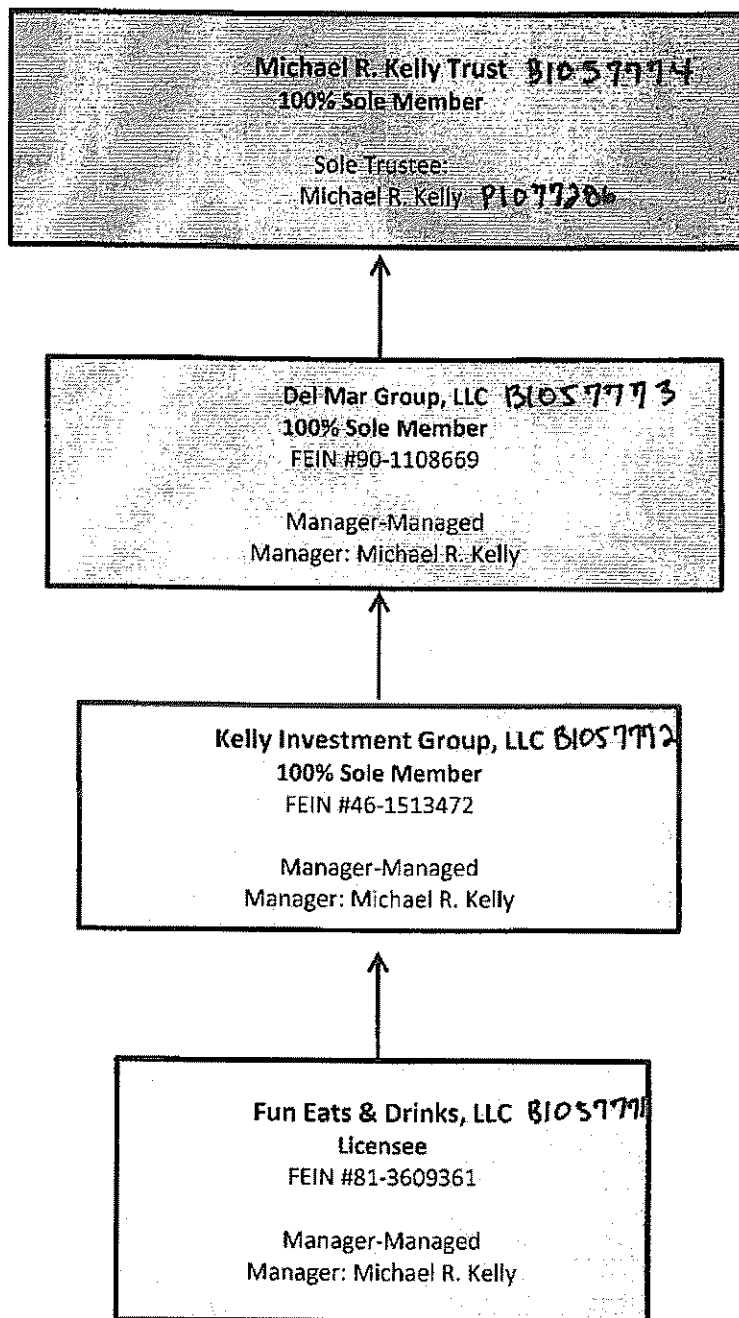 Michael R. Kelly Trust B1057774
100% Sole Member
Sole Trustee:
Michael R. Kelly P1077286
Del Mar Group, LLC B1057773
100% Sole Member
FEIN #90-1108669
Manager-Managed
Manager: Michael R. Kelly
Kelly Investment Group, LLC B1057772
100% Sole Member
FEIN #46-1513472
Manager-Managed
Manager: Michael R. Kelly
Fun Eats & Drinks, LLC B1057771
Licensee
FEIN #81-3609361
Manager-Managed
Manager: Michael R. Kelly